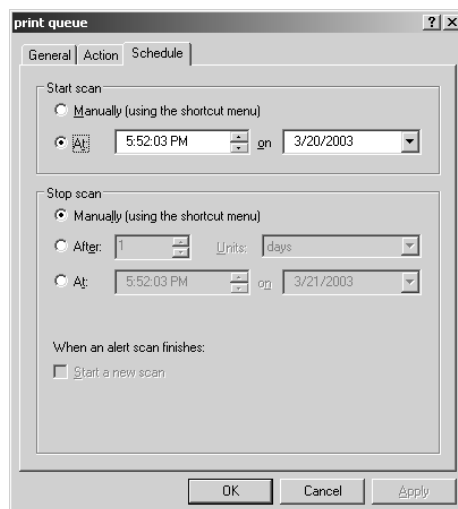 print queue
General Action Schedule
Start scan
Manually (using the shortcut menu)
At: 5:52:03 PM on 3/20/2003
Stop scan
Manually (using the shortcut menu)
After: 1 Units: days
At: 5:52:03 PM on 3/21/2003
When an alert scan finishes:
Start a new scan
OK Cancel Apply